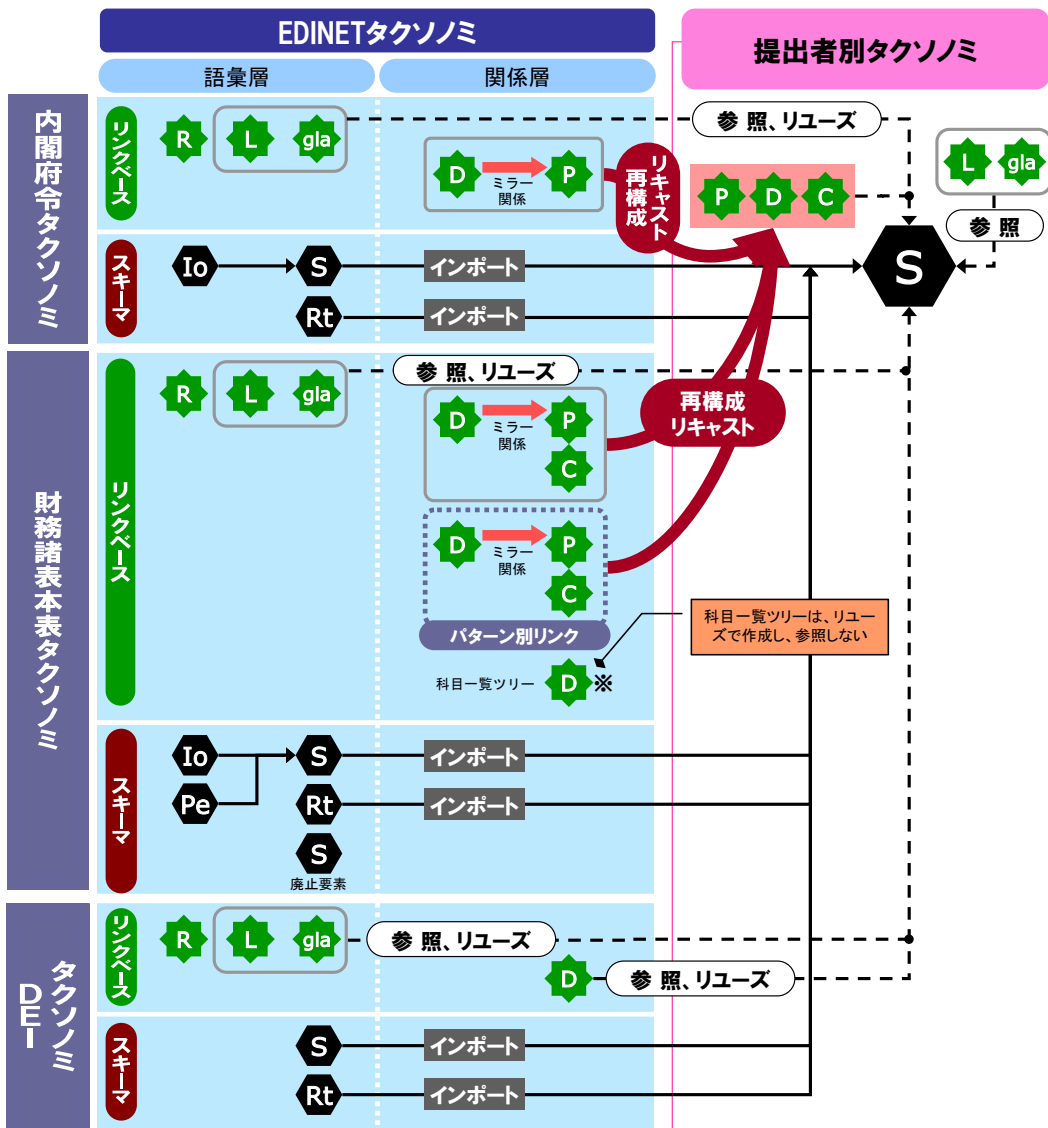 EDINETタクソノミ
提出者別タクソノミ
語彙層
関係層
内閣府令タクソノミ
リンクベース
R
L
gla
参照、リユーズ
D
ミラー
関係
P
再構成
リキャスト
P
D
C
L
gla
参照
S
スキーマ
Io
S
インポート
Rt
インポート
財務諸表本表タクソノミ
リンクベース
R
L
gla
参照、リユーズ
D
ミラー
関係
P
C
再構成
リキャスト
D
ミラー
関係
P
C
パターン別リンク
科目一覧ツリーは、リユー
ズで作成し、参照しない
科目一覧ツリー
D
※
スキーマ
Io
Pe
S
インポート
Rt
インポート
S
廃止要素
DEI
タクソノミ
リンクベース
R
L
gla
参照、リユーズ
D
参照、リユーズ
スキーマ
S
インポート
Rt
インポート